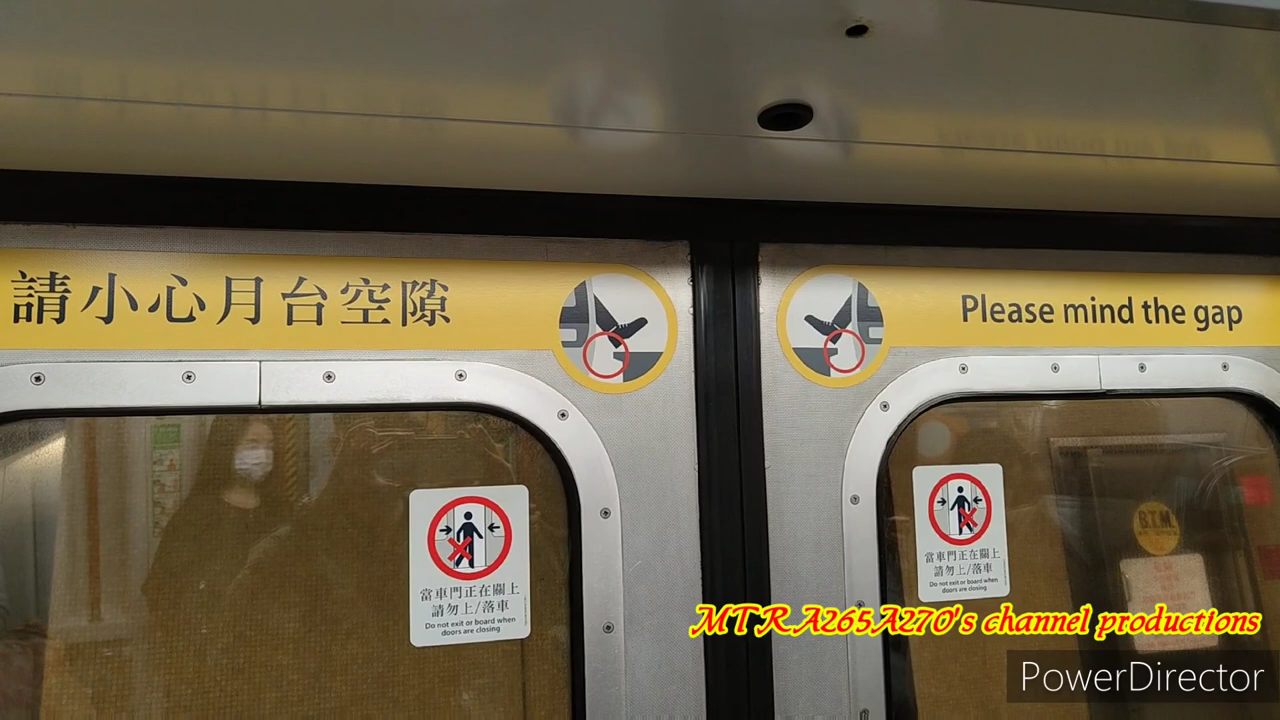 請小心月台空隙
Please mind the gap
當車門正在關上
請勿上/落車
Do not exit or board when
doors are closing
當車門正在關上
請勿上/落車
Do not exit or board when
doors are closing
B.T.M.
MTR A265A270's channel productions
PowerDirector